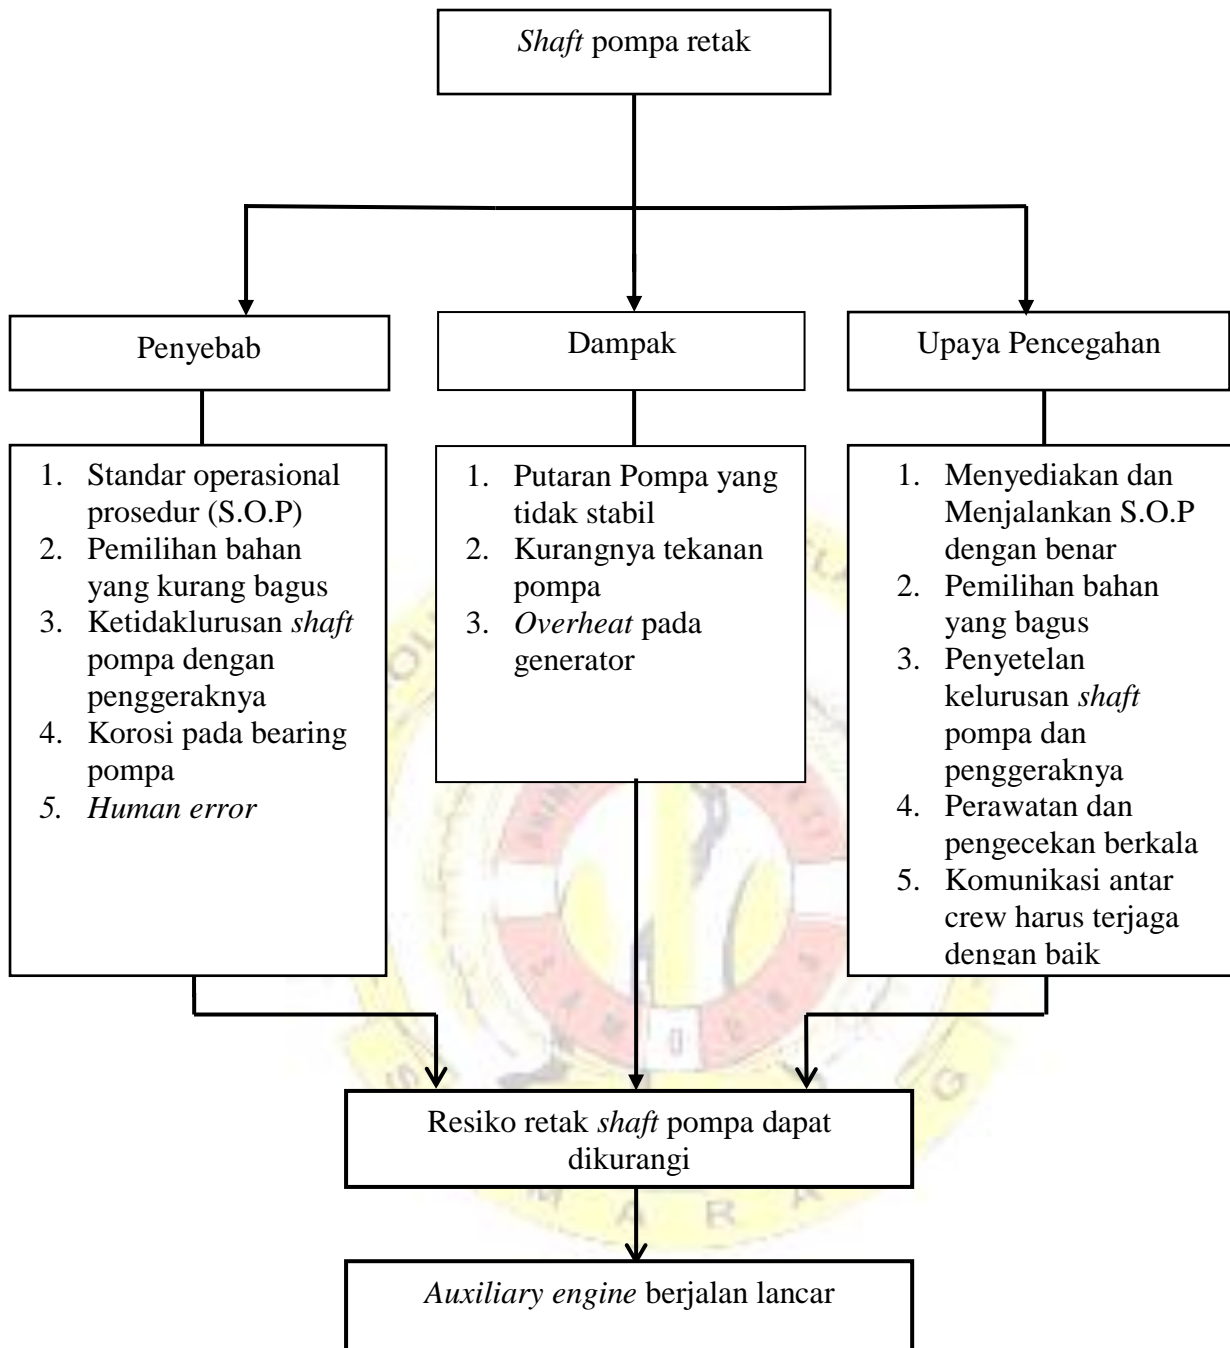 Shaft pompa retak
Penyebab
Dampak
Upaya Pencegahan
1. Standar operasional
prosedur (S.O.P)
2. Pemilihan bahan
yang kurang bagus
3. Ketidaklurusan shaft
pompa dengan
penggeraknya
4. Korosi pada bearing
pompa
5. Human error
1. Putaran Pompa yang
tidak stabil
2. Kurangnya tekanan
pompa
3. Overheat pada
generator
1. Menyediakan dan
Menjalankan S.O.P
dengan benar
2. Pemilihan bahan
yang bagus
3. Penyetelan
kelurusan shaft
pompa dan
penggeraknya
4. Perawatan dan
pengecekan berkala
5. Komunikasi antar
crew harus terjaga
dengan baik
Resiko retak shaft pompa dapat
dikurangi
Auxiliary engine berjalan lancar